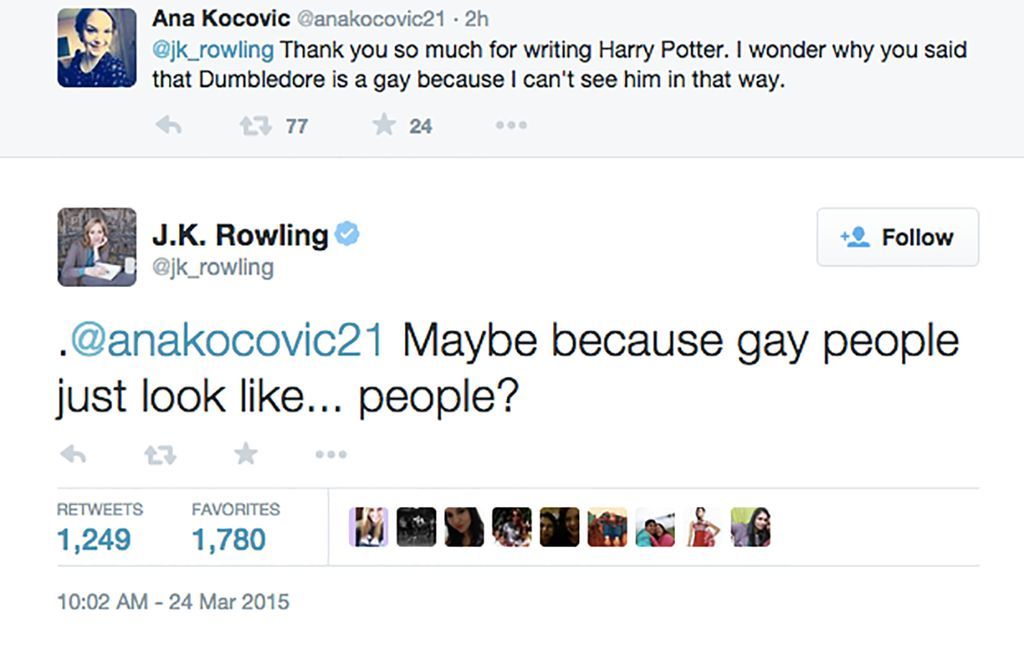 Ana Kocovic @anakocovic21 · 2h
@jk_rowling Thank you so much for writing Harry Potter. I wonder why you said
that Dumbledore is a gay because I can't see him in that way.
77 24
J.K. Rowling
@jk_rowling
Follow
.@anakocovic21 Maybe because gay people
just look like... people?
RETWEETS FAVORITES
1,249 1,780
10:02 AM - 24 Mar 2015